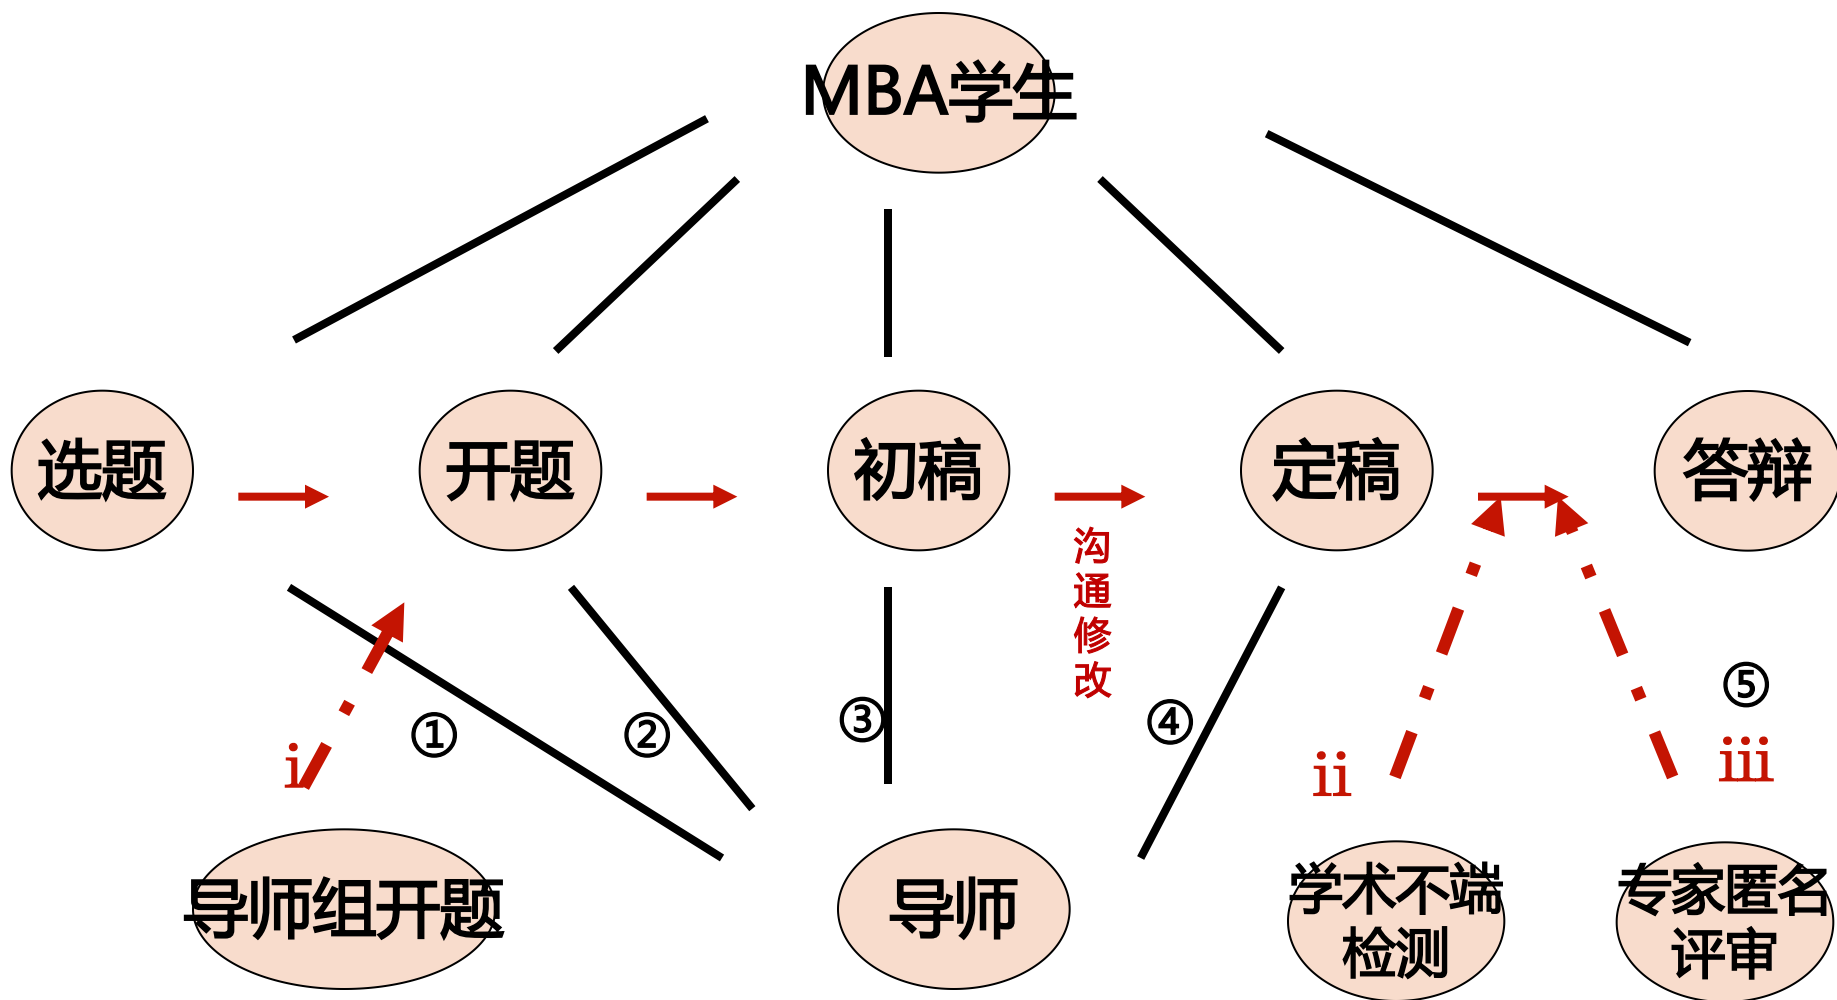 MBA学生
选题
开题
初稿
定稿
答辩
沟
通
修
改
①
②
③
④
⑤
i
ii
iii
导师组开题
导师
学术不端
检测
专家匿名
评审